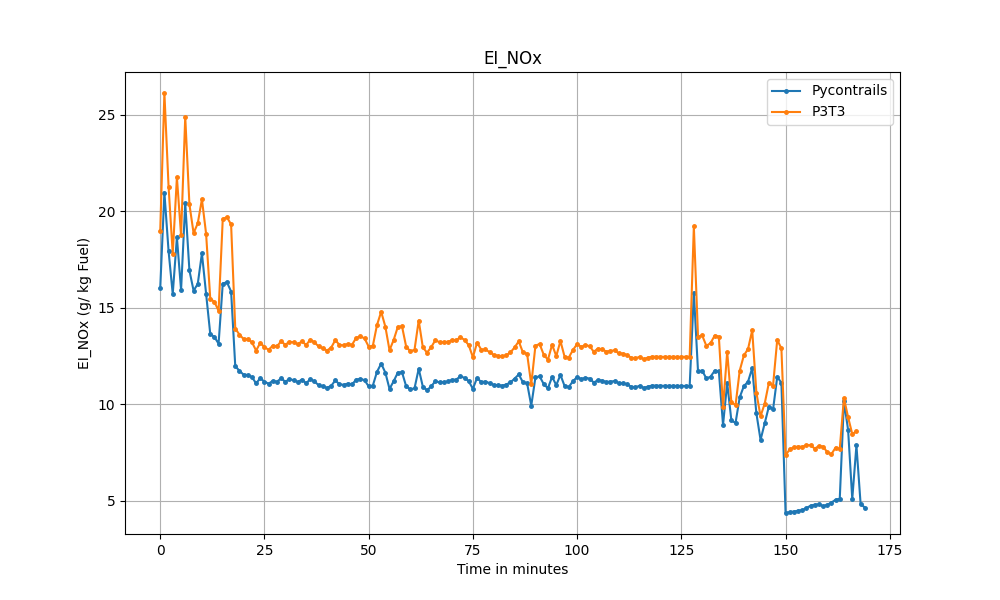 EI_NOx
Pycontrails
P3T3
EI_NOx (g/ kg Fuel)
25
20
15
10
5
0 25 50 75 100 125 150 175
Time in minutes